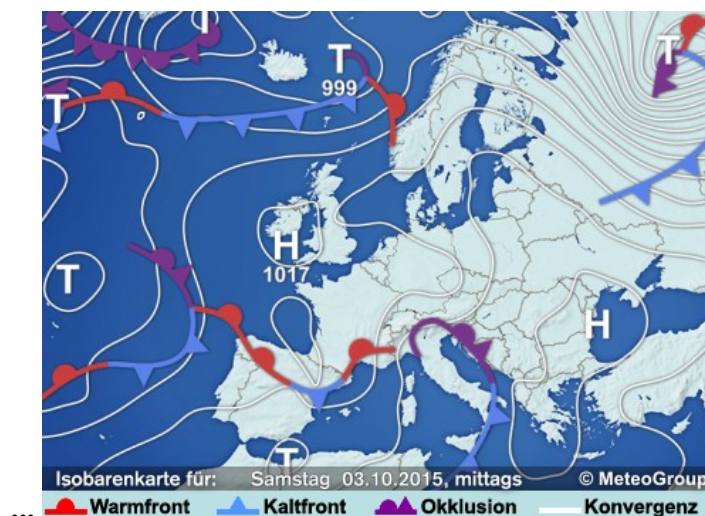 T
T
T
999
T
H
1017
T
H
T
Isobarenkarte für: Samstag 03.10.2015, mittags © MeteoGroup
... Warmfront Kaltfront Okklusion Konvergenz